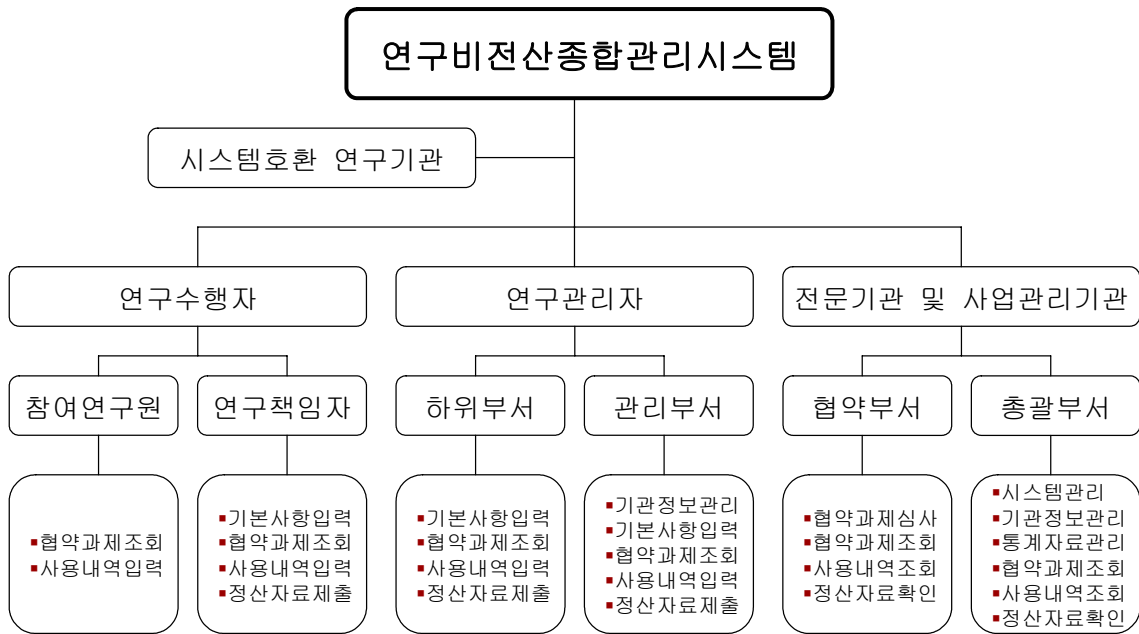 연구비전산종합관리시스템
시스템호환 연구기관
연구수행자
연구관리자
전문기관 및 사업관리기관
참여연구원
연구책임자
하위부서
관리부서
협약부서
총괄부서
▪협약과제조회
▪사용내역입력
▪기본사항입력
▪협약과제조회
▪사용내역입력
▪정산자료제출
▪기본사항입력
▪협약과제조회
▪사용내역입력
▪정산자료제출
▪기관정보관리
▪기본사항입력
▪협약과제조회
▪사용내역입력
▪정산자료제출
▪협약과제심사
▪협약과제조회
▪사용내역조회
▪정산자료확인
▪시스템관리
▪기관정보관리
▪통계자료관리
▪협약과제조회
▪사용내역조회
▪정산자료확인